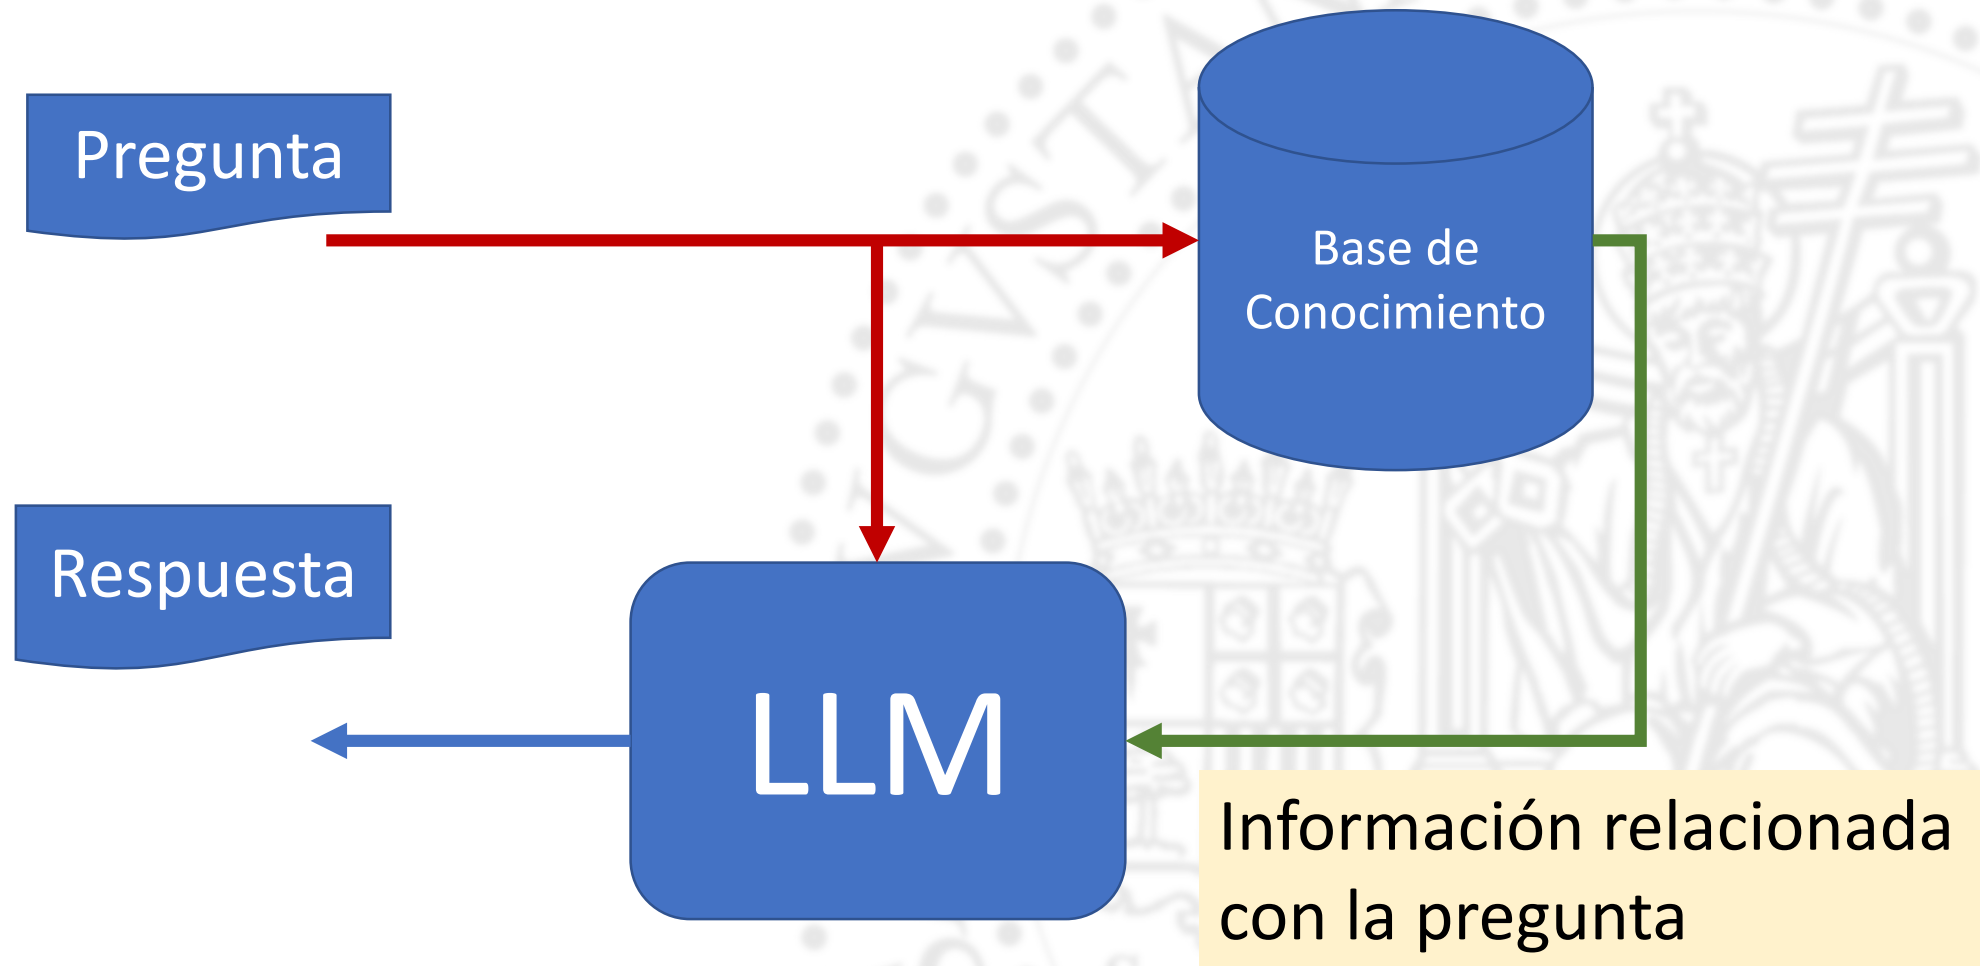 Pregunta
Base de
Conocimiento
Respuesta
LLM
Información relacionada
con la pregunta